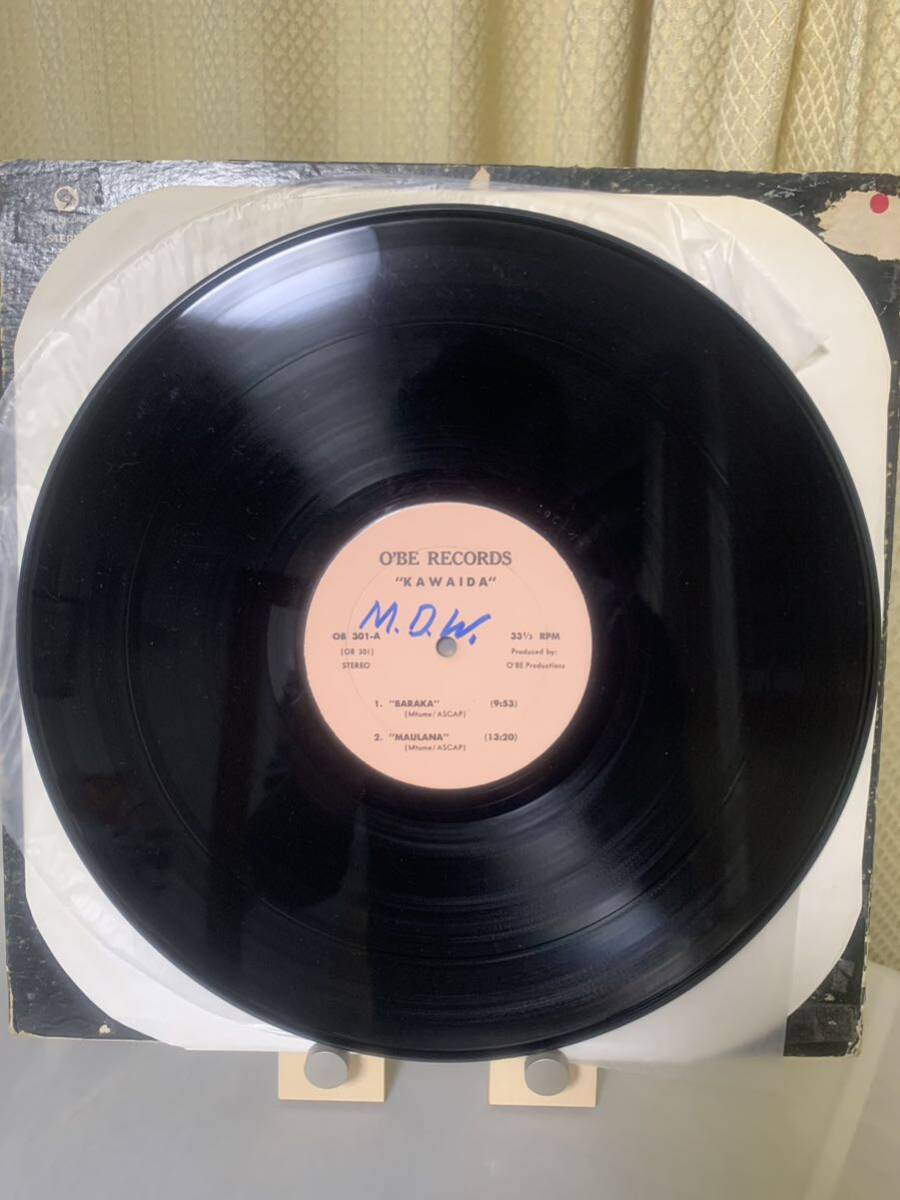 STER
O'BE RECORDS
"KAWAIDA"
M.D.W.
OB 301-A 33⅓ RPM
(OB 301) Produced by:
STEREO O'BE Productions
1. "BARAKA" (9:53)
(Mtume/ASCAP)
2. "MAULANA" (13:20)
(Mtume/ASCAP)